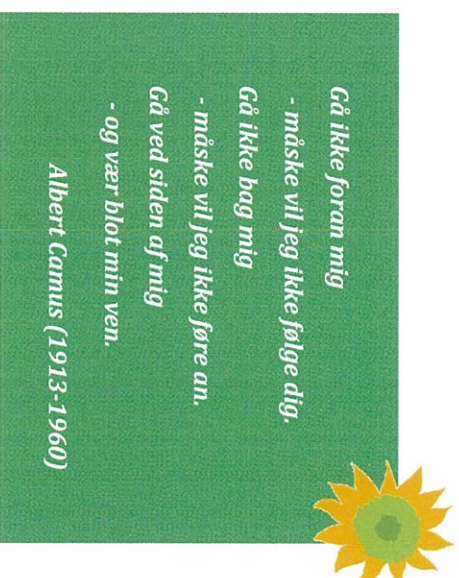 Gå ikke foran mig
- måske vil jeg ikke følge dig.
Gå ikke bag mig
- måske vil jeg ikke føre an.
Gå ved siden af mig
- og vær blot min ven.
Albert Camus (1913-1960)